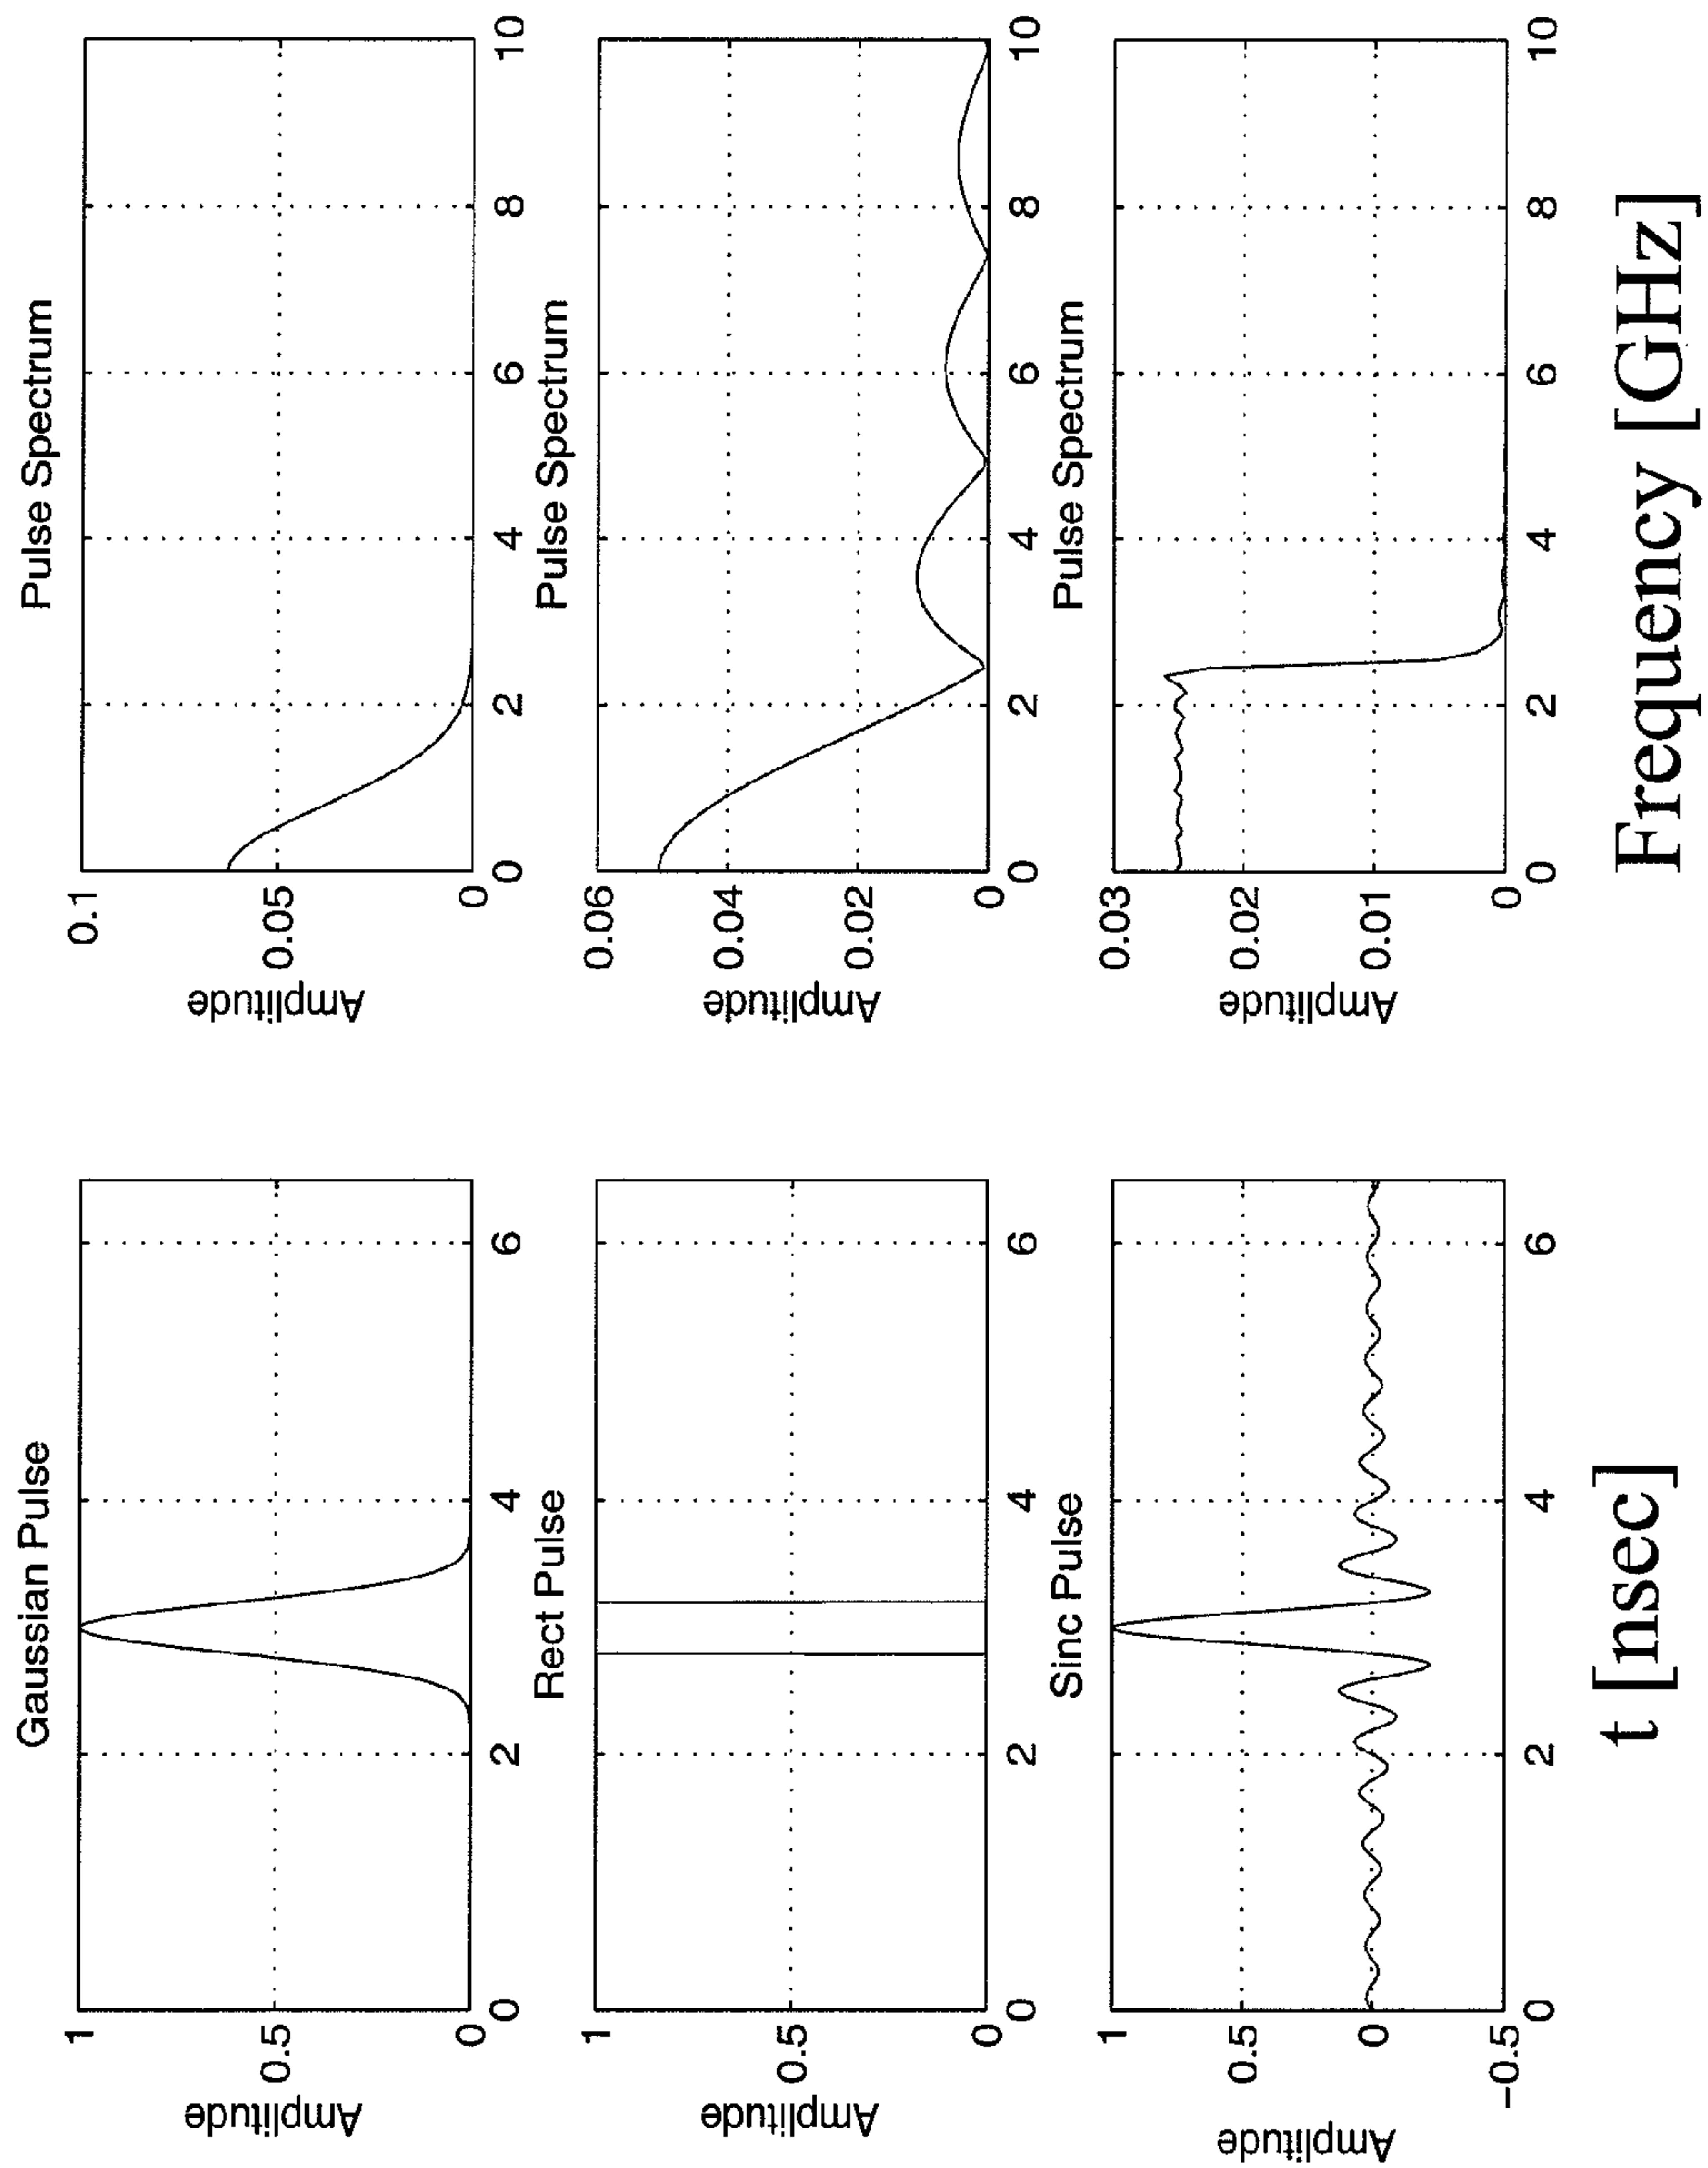 Gaussian Pulse
Amplitude
1
0.5
0
0 2 4 6
Pulse Spectrum
Amplitude
0.1
0.05
0
0 2 4 6 8 10
Rect Pulse
Amplitude
1
0.5
0
0 2 4 6
Pulse Spectrum
Amplitude
0.06
0.04
0.02
0
0 2 4 6 8 10
Sinc Pulse
Amplitude
1
0.5
0
−0.5
0 2 4 6
t [nsec]
Pulse Spectrum
Amplitude
0.03
0.02
0.01
0
0 2 4 6 8 10
Frequency [GHz]